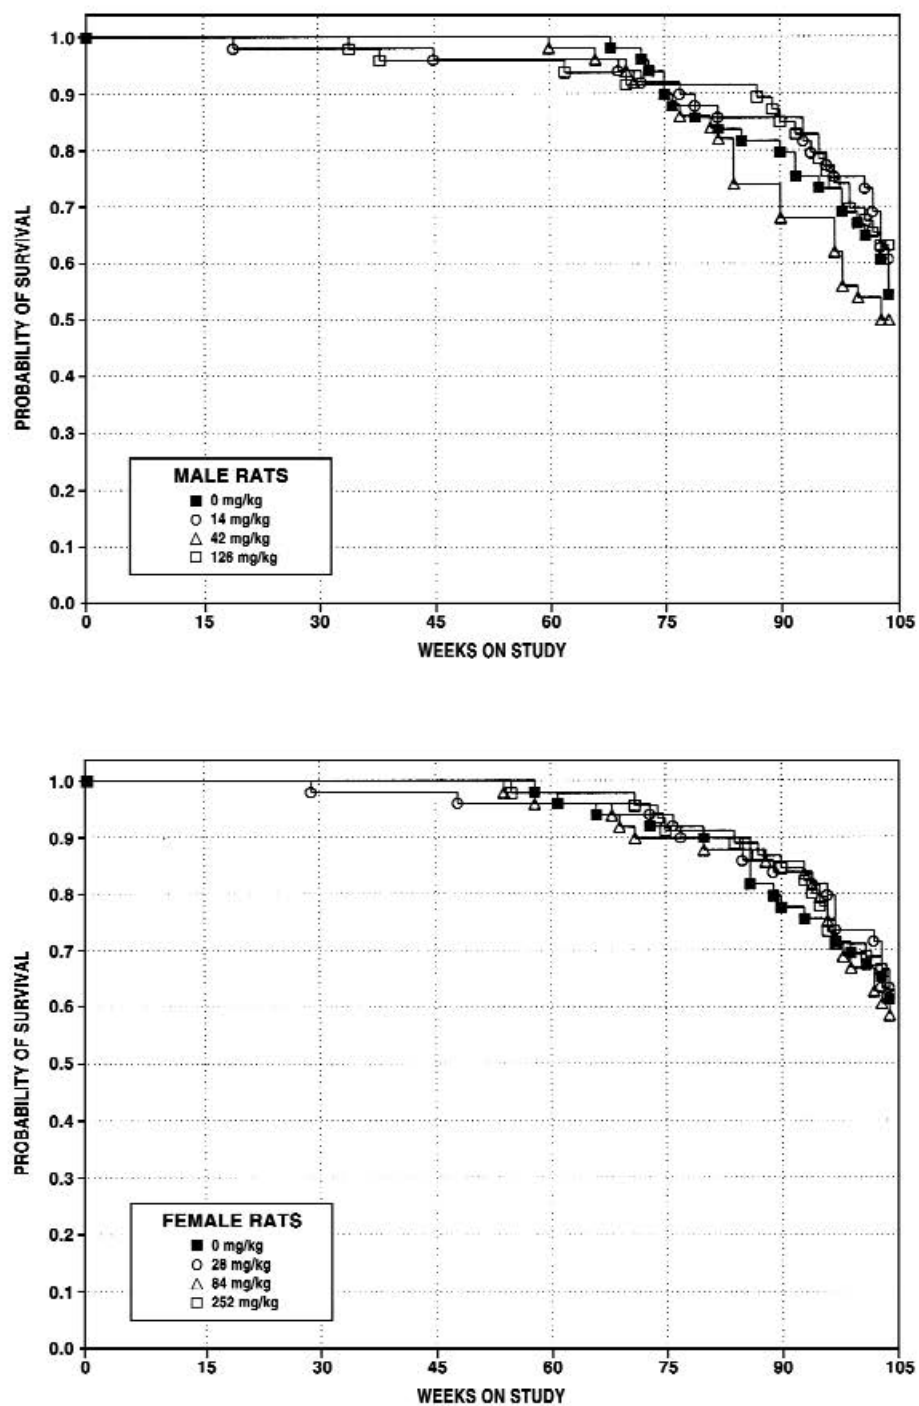 PROBABILITY OF SURVIVAL
1.0
0.9
0.8
0.7
0.6
0.5
0.4
0.3
0.2
0.1
0.0
MALE RATS
0 mg/kg
14 mg/kg
42 mg/kg
126 mg/kg
0 15 30 45 60 75 90 105
WEEKS ON STUDY
PROBABILITY OF SURVIVAL
1.0
0.9
0.8
0.7
0.6
0.5
0.4
0.3
0.2
0.1
0.0
FEMALE RATS
0 mg/kg
28 mg/kg
84 mg/kg
252 mg/kg
0 15 30 45 60 75 90 105
WEEKS ON STUDY